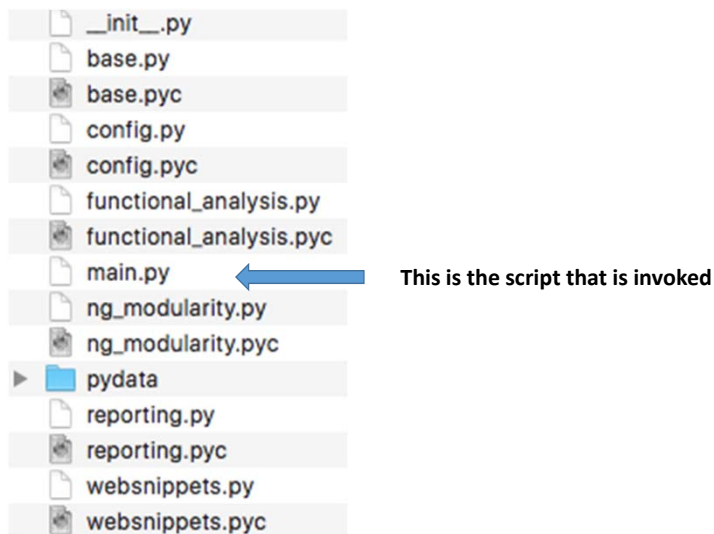 __init__.py
base.py
base.pyc
config.py
config.pyc
functional_analysis.py
functional_analysis.pyc
main.py This is the script that is invoked
ng_modularity.py
ng_modularity.pyc
pydata
reporting.py
reporting.pyc
websnippets.py
websnippets.pyc